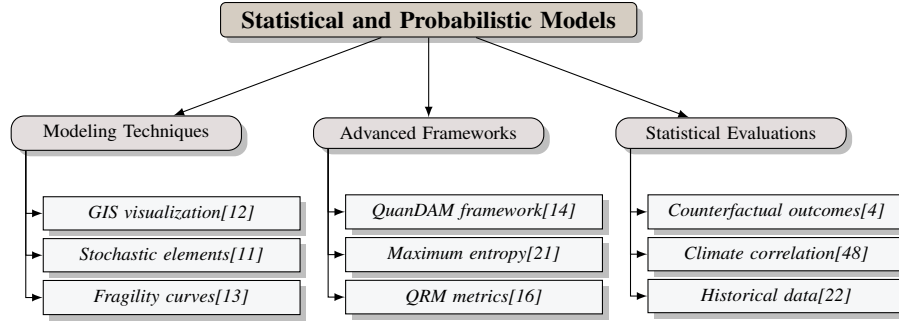 Statistical and Probabilistic Models
Modeling Techniques
GIS visualization[12]
Stochastic elements[11]
Fragility curves[13]
Advanced Frameworks
QuanDAM framework[14]
Maximum entropy[21]
QRM metrics[16]
Statistical Evaluations
Counterfactual outcomes[4]
Climate correlation[48]
Historical data[22]